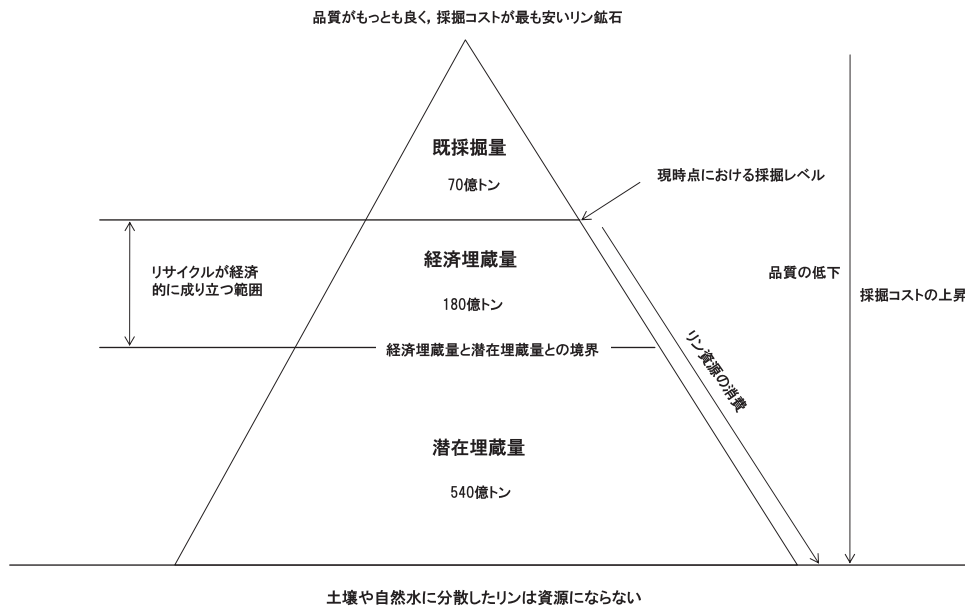 品質がもっとも良く，採掘コストが最も安いリン鉱石
既採掘量
70億トン
現時点における採掘レベル
経済埋蔵量
180億トン
リサイクルが経済
的に成り立つ範囲
品質の低下
採掘コストの上昇
経済埋蔵量と潜在埋蔵量との境界
リン資源の消費
潜在埋蔵量
540億トン
土壌や自然水に分散したリンは資源にならない